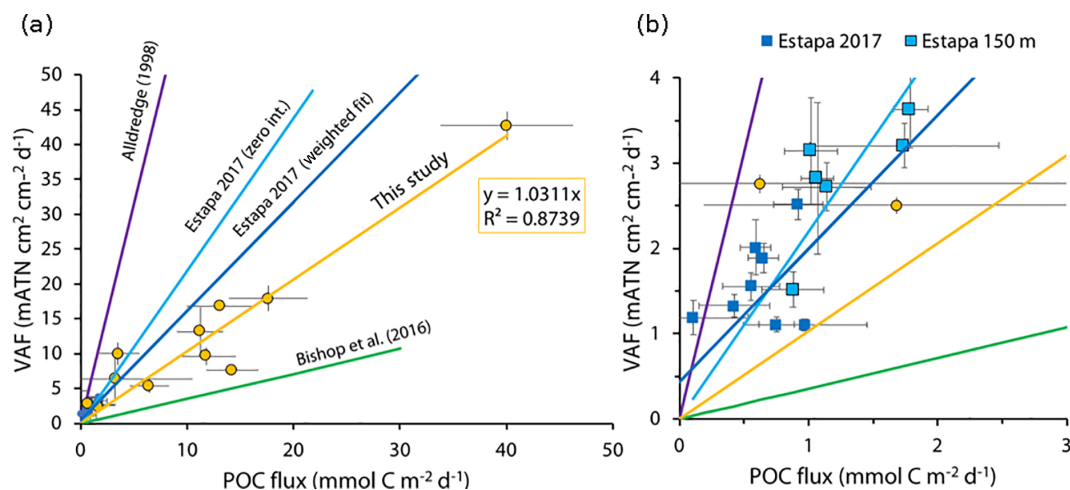 (a)
50
45
40
35
30
25
20
15
10
5
0
VAF (mATN cm² cm⁻² d⁻¹)
Alldredge (1998)
Estapa 2017 (zero int.)
Estapa 2017 (weighted fit)
This study
y = 1.0311x
R² = 0.8739
Bishop et al. (2016)
0 10 20 30 40 50
POC flux (mmol C m⁻² d⁻¹)
(b)
Estapa 2017 Estapa 150 m
4
3
2
1
0
VAF (mATN cm² cm⁻² d⁻¹)
0 1 2 3
POC flux (mmol C m⁻² d⁻¹)